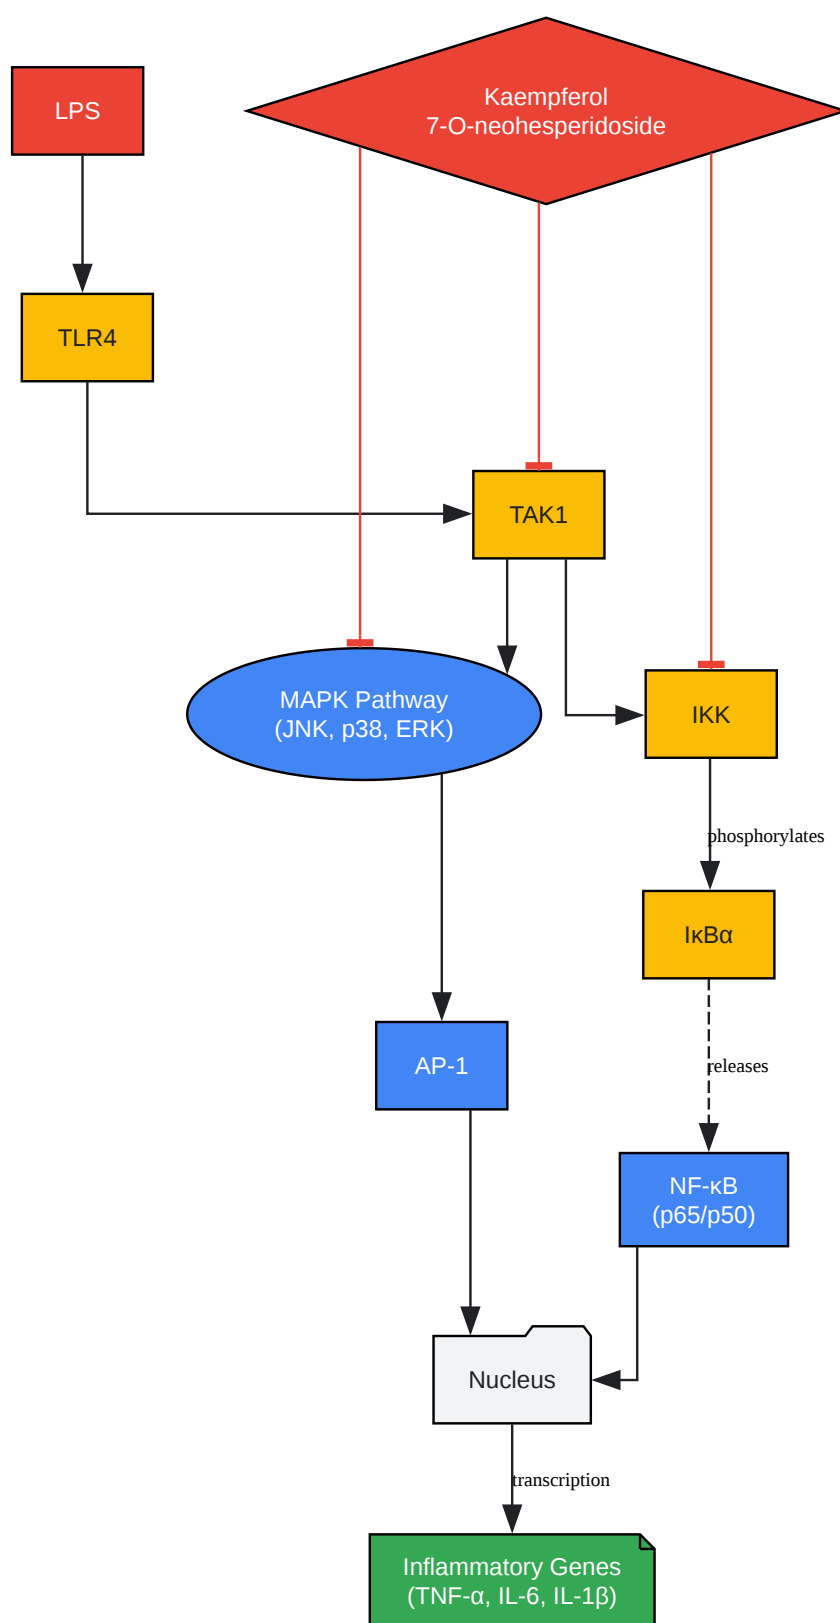 Kaempferol
7-O-neohesperidoside
LPS
TLR4
TAK1
MAPK Pathway
(JNK, p38, ERK)
IKK
phosphorylates
IκBα
AP-1
releases
NF-κB
(p65/p50)
Nucleus
transcription
Inflammatory Genes
(TNF-α, IL-6, IL-1β)